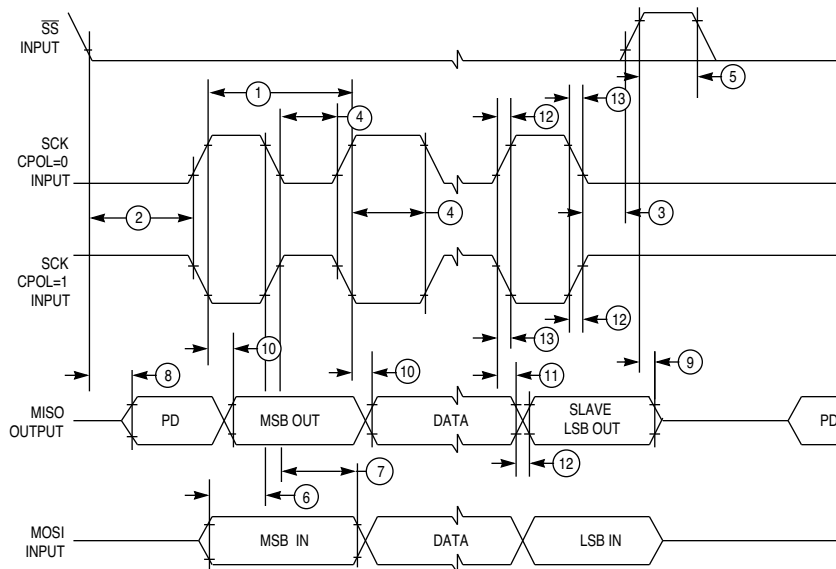 SS
INPUT
5
1
12
13
4
SCK
CPOL=0
INPUT
2
4
3
SCK
CPOL=1
INPUT
12
13
10
8
10
11
9
MISO
OUTPUT
PD
MSB OUT
DATA
SLAVE
LSB OUT
PD
12
7
6
MOSI
INPUT
MSB IN
DATA
LSB IN